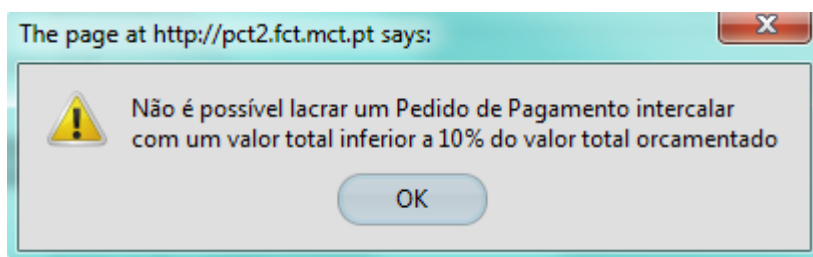 The page at http://pct2.fct.mct.pt says:
Não é possível lacrar um Pedido de Pagamento intercalar
com um valor total inferior a 10% do valor total orcamentado
OK